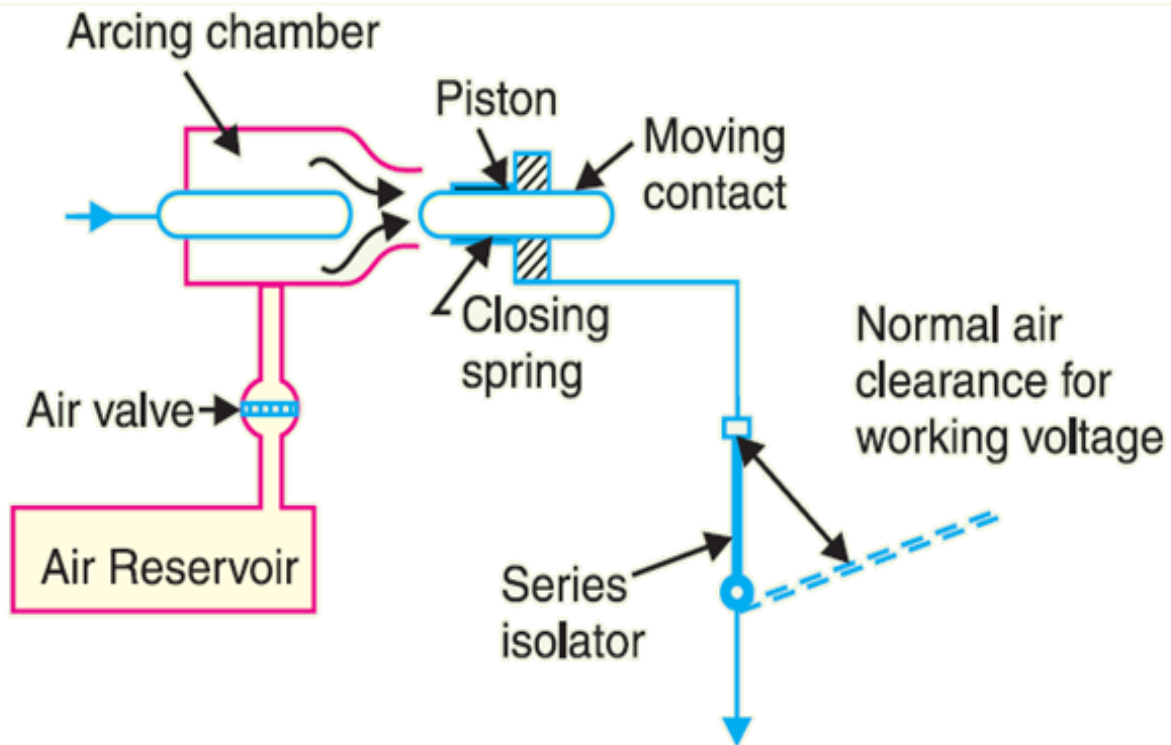 Arcing chamber
Piston
Moving
contact
Closing
spring
Normal air
clearance for
working voltage
Air valve
Air Reservoir
Series
isolator